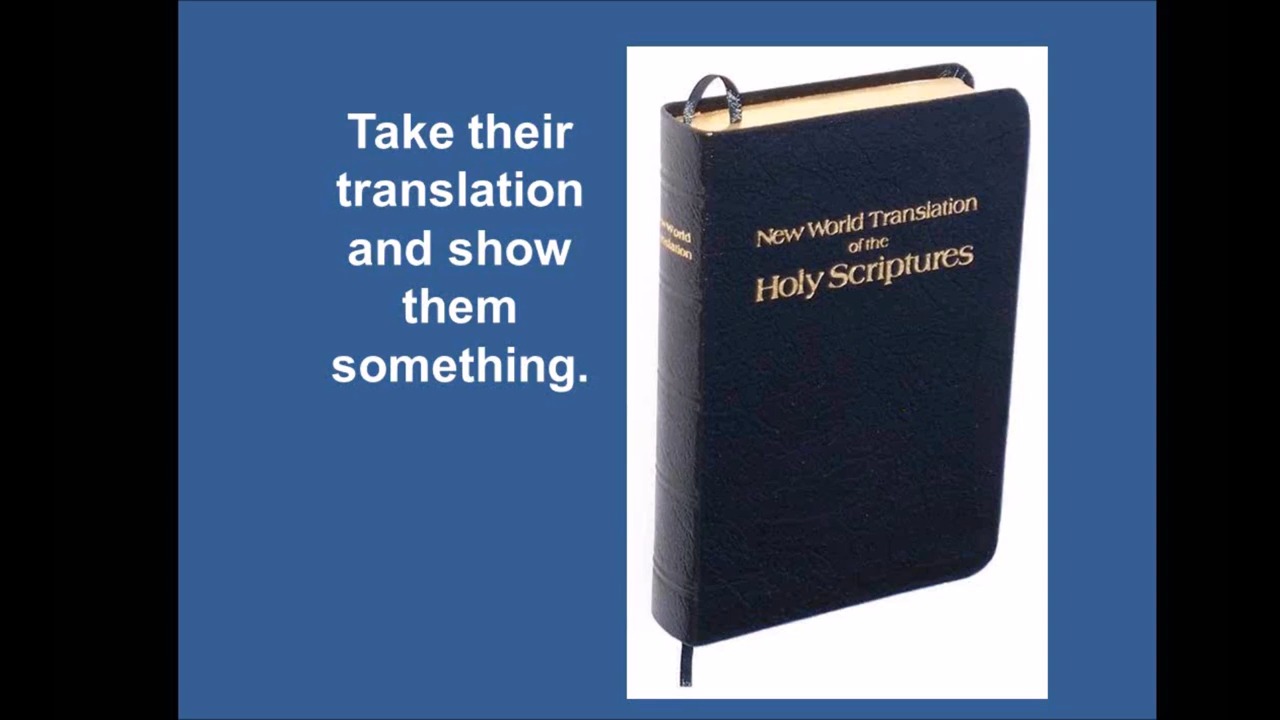 Take their
translation
and show
them
something.
New World Translation
of the
Holy Scriptures